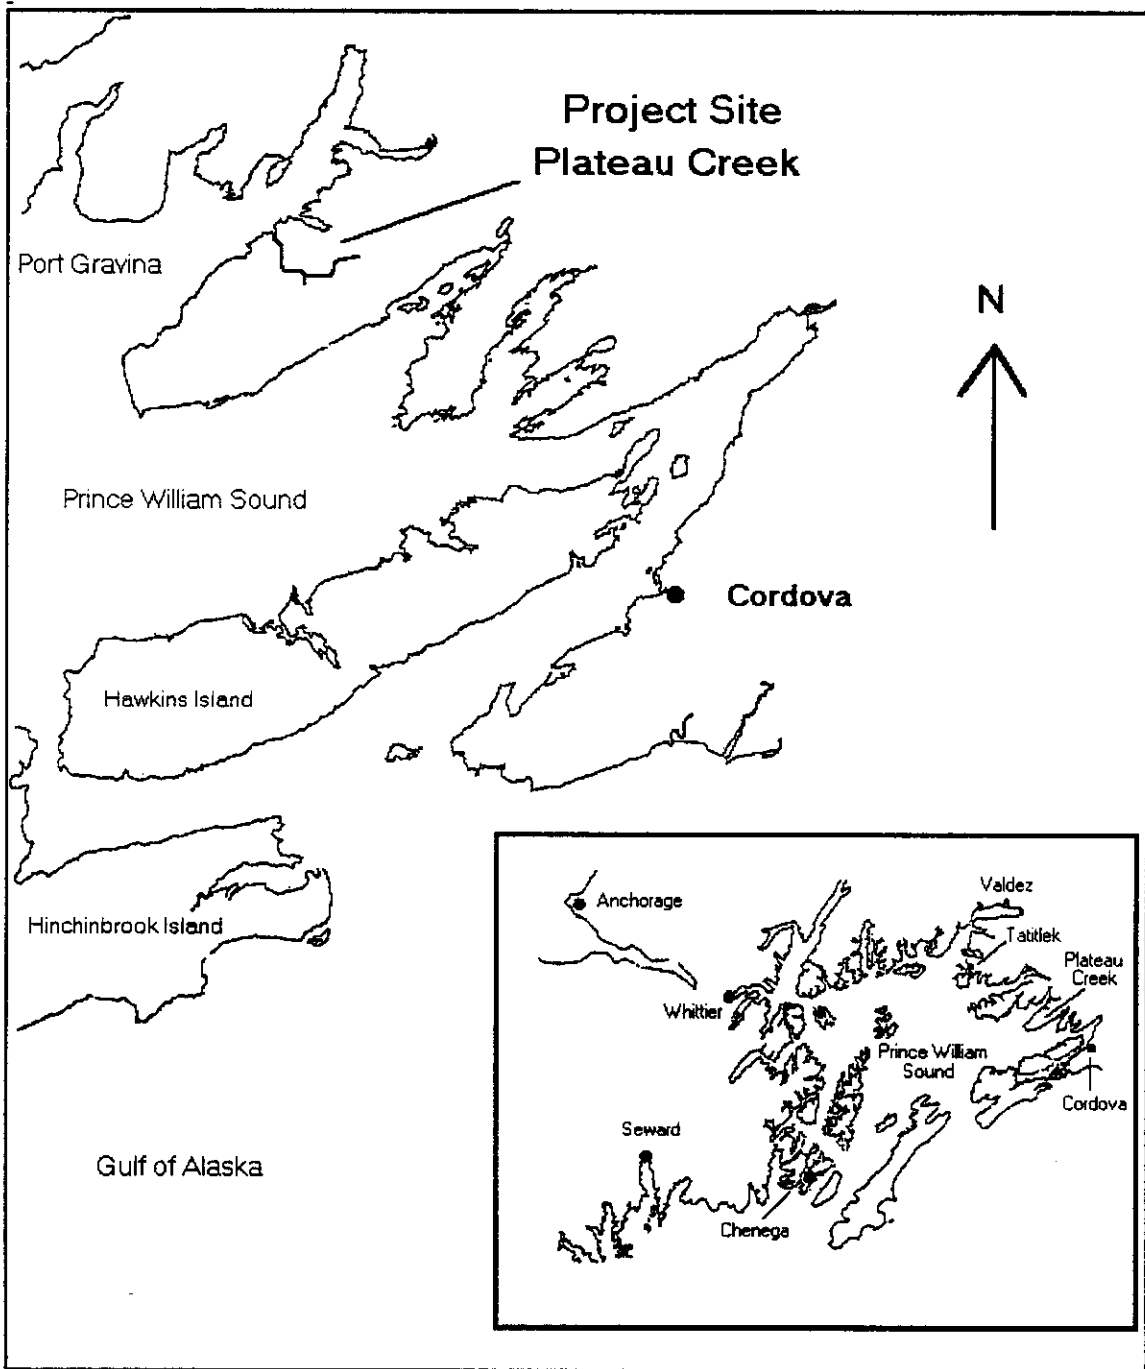 Project Site
Plateau Creek
Port Gravina
N
Prince William Sound
Cordova
Hawkins Island
Hinchinbrook Island
Gulf of Alaska
Anchorage
Valdez
Tatitlek
Plateau
Creek
Whittier
Prince William
Sound
Cordova
Seward
Chenega